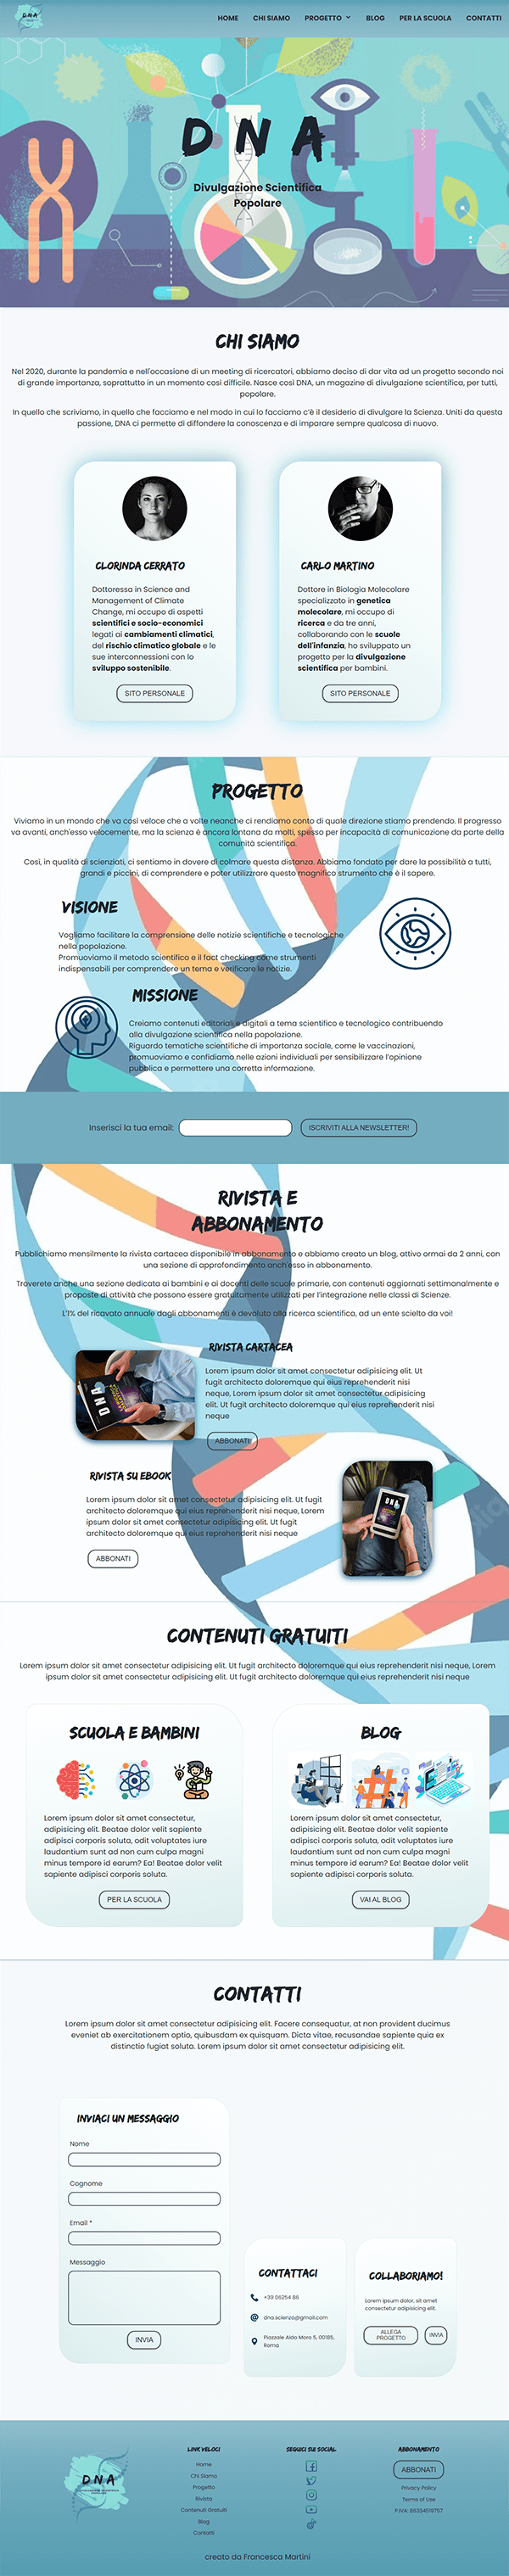 DNA
HOME CHI SIAMO PROGETTO BLOG PER LA SCUOLA CONTATTI
DNA
Divulgazione Scientifica
Popolare
CHI SIAMO
Nel 2020, durante la pandemia e nell'occasione di un meeting di ricercatori, abbiamo deciso di dar vita ad un progetto secondo noi
di grande importanza, soprattutto in un momento così difficile. Nasce così DNA, un magazine di divulgazione scientifica, per tutti,
popolare.
In quello che scriviamo, in quello che facciamo e nel modo in cui lo facciamo c'è il desiderio di divulgare la Scienza. Uniti da questa
passione, DNA ci permette di diffondere la conoscenza e di imparare sempre qualcosa di nuovo.
CLORINDA CERRATO
Dottoressa in Science and
Management of Climate
Change, mi occupo di aspetti
scientifici e socio-economici
legati ai cambiamenti climatici,
del rischio climatico globale e le
sue interconnessioni con lo
sviluppo sostenibile.
SITO PERSONALE
CARLO MARTINO
Dottore in Biologia Molecolare
specializzato in genetica
molecolare, mi occupo di
ricerca e da tre anni,
collaborando con le scuole
dell'infanzia, ho sviluppato un
progetto per la divulgazione
scientifica per bambini.
SITO PERSONALE
PROGETTO
Viviamo in un mondo che va così veloce che a volte neanche ci rendiamo conto di quale direzione stiamo prendendo. Il progresso
va avanti, anch'esso velocemente, ma la scienza è ancora lontana da molti, spesso per incapacità di comunicazione da parte della
comunità scientifica.
Così, in qualità di scienziati, ci sentiamo in dovere di colmare questa distanza. Abbiamo fondato per dare la possibilità a tutti,
grandi e piccini, di comprendere e poter utilizzare questo magnifico strumento che è il sapere.
VISIONE
Vogliamo facilitare la comprensione delle notizie scientifiche e tecnologiche
nella popolazione.
Promuoviamo il metodo scientifico e il fact checking come strumenti
indispensabili per comprendere un tema e verificare le notizie.
MISSIONE
Creiamo contenuti editoriali e digitali a tema scientifico e tecnologico contribuendo
alla divulgazione scientifica nella popolazione.
Riguardo tematiche scientifiche di importanza sociale, come le vaccinazioni,
promuoviamo e confidiamo nelle azioni individuali per sensibilizzare l'opinione
pubblica e permettere una corretta informazione.
Inserisci la tua email: ISCRIVITI ALLA NEWSLETTER!
RIVISTA E
ABBONAMENTO
Pubblichiamo mensilmente la rivista cartacea disponibile in abbonamento e abbiamo creato un blog, attivo ormai da 2 anni, con
una sezione di approfondimento anch'esso in abbonamento.
Troverete anche una sezione dedicata ai bambini e ai docenti delle scuole primarie, con contenuti aggiornati settimanalmente e
proposte di attività che possono essere gratuitamente utilizzati per l'integrazione nelle classi di Scienze.
L'1% del ricavato annuale dagli abbonamenti è devoluto alla ricerca scientifica, ad un ente scielto da voi!
RIVISTA CARTACEA
Lorem ipsum dolor sit amet consectetur adipisicing elit. Ut
fugit architecto doloremque qui eius reprehenderit nisi
neque, Lorem ipsum dolor sit amet consectetur adipisicing
elit. Ut fugit architecto doloremque qui eius reprehenderit nisi
neque
ABBONATI
DNA
RIVISTA SU EBOOK
Lorem ipsum dolor sit amet consectetur adipisicing elit. Ut fugit
architecto doloremque qui eius reprehenderit nisi neque, Lorem
ipsum dolor sit amet consectetur adipisicing elit. Ut fugit
architecto doloremque qui eius reprehenderit nisi neque
ABBONATI
CONTENUTI GRATUITI
Lorem ipsum dolor sit amet consectetur adipisicing elit. Ut fugit architecto doloremque qui eius reprehenderit nisi neque, Lorem
ipsum dolor sit amet consectetur adipisicing elit. Ut fugit architecto doloremque qui eius reprehenderit nisi neque
SCUOLA E BAMBINI
Lorem ipsum dolor sit amet consectetur,
adipisicing elit. Beatae dolor velit sapiente
adipisci corporis soluta, odit voluptates iure
laudantium sunt ad non cum culpa magni
minus tempore id earum? Ea! Beatae dolor velit
sapiente adipisci corporis soluta.
PER LA SCUOLA
BLOG
Lorem ipsum dolor sit amet consectetur,
adipisicing elit. Beatae dolor velit sapiente
adipisci corporis soluta, odit voluptates iure
laudantium sunt ad non cum culpa magni
minus tempore id earum? Ea! Beatae dolor velit
sapiente adipisci corporis soluta.
VAI AL BLOG
CONTATTI
Lorem ipsum dolor sit amet consectetur adipisicing elit. Facere consequatur, at non provident ducimus
eveniet ab exercitationem optio, quibusdam ex quisquam. Dicta vitae, recusandae sapiente quia ex
distinctio fugiat soluta. Lorem ipsum dolor sit amet consectetur adipisicing elit.
INVIACI UN MESSAGGIO
Nome
Cognome
Email *
Messaggio
INVIA
CONTATTACI
+39 06254 86
dna.scienza@gmail.com
Piazzale Aldo Moro 5, 00185,
Roma
COLLABORIAMO!
Lorem ipsum dolor, sit amet
consectetur adipisicing elit.
ALLEGA
PROGETTO
INVIA
DNA
LINK VELOCI
Home
Chi Siamo
Progetto
Rivista
Contenuti Gratuiti
Blog
Contatti
SEGUICI SUI SOCIAL
ABBONAMENTO
ABBONATI
Privacy Policy
Terms of Use
P.IVA: 86334519757
creato da Francesca Martini